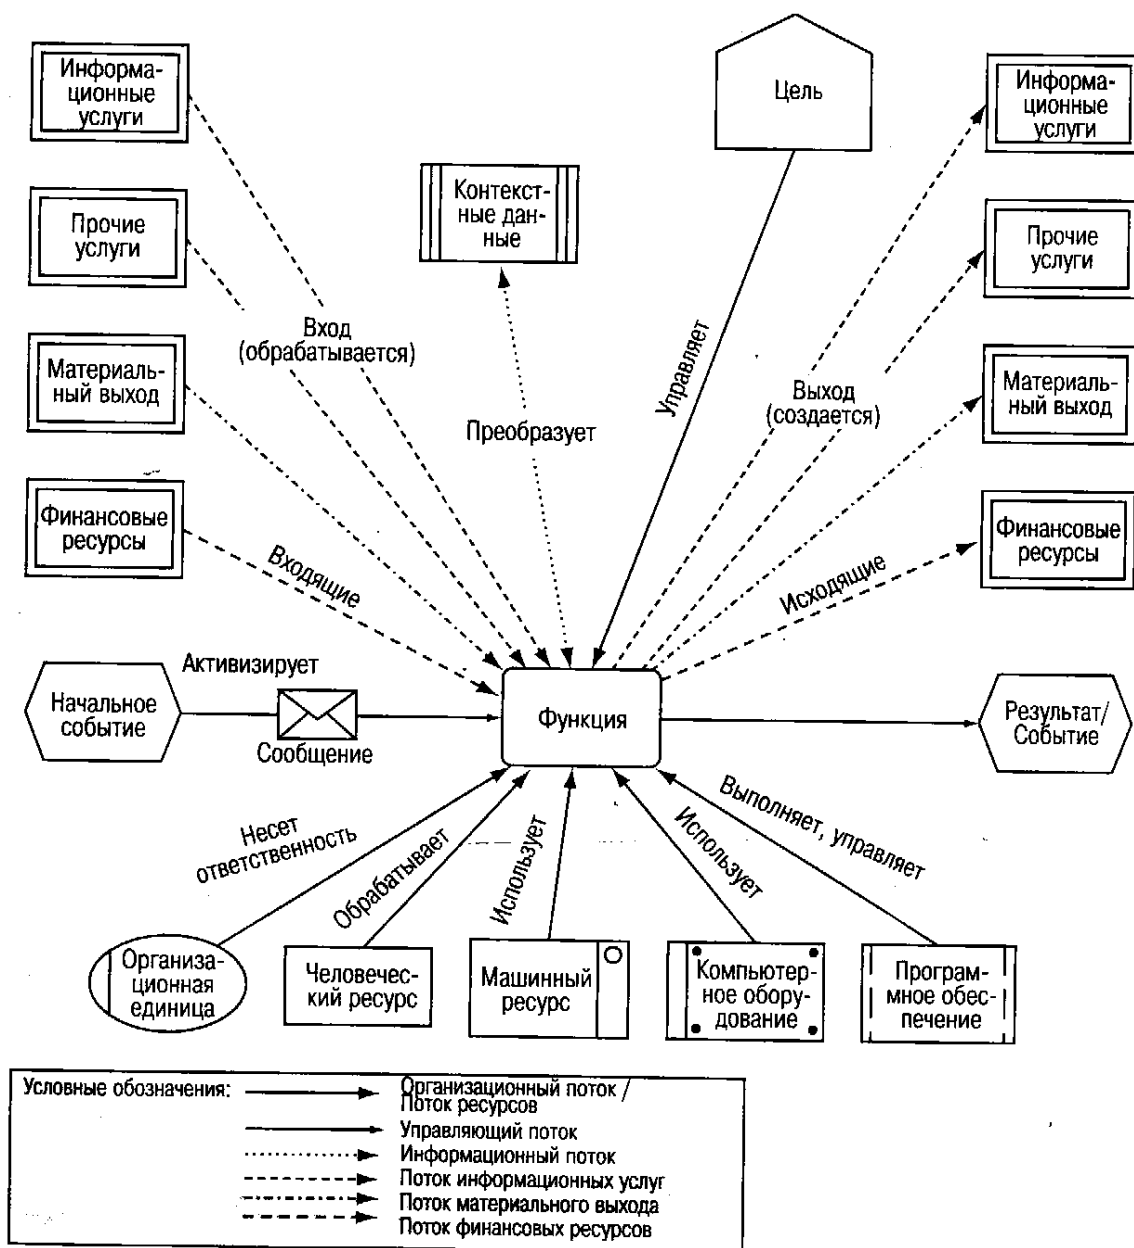 Информа-
ционные
услуги
Цель
Информа-
ционные
услуги
Контекст-
ные дан-
ные
Прочие
услуги
Прочие
услуги
Вход
(обрабатывается)
Управляет
Материаль-
ный выход
Выход
(создается)
Материаль-
ный выход
Преобразует
Финансовые
ресурсы
Входящие
Исходящие
Финансовые
ресурсы
Активизирует
Начальное
событие
Сообщение
Функция
Результат/
Событие
Несет
ответственность
Обрабатывает
Использует
Использует
Выполняет, управляет
Организа-
ционная
единица
Человечес-
кий ресурс
Машинный
ресурс
Компьютер-
ное обору-
дование
Програм-
мное обес-
печение
Условные обозначения:
Организационный поток /
Поток ресурсов
Управляющий поток
Информационный поток
Поток информационных услуг
Поток материального выхода
Поток финансовых ресурсов